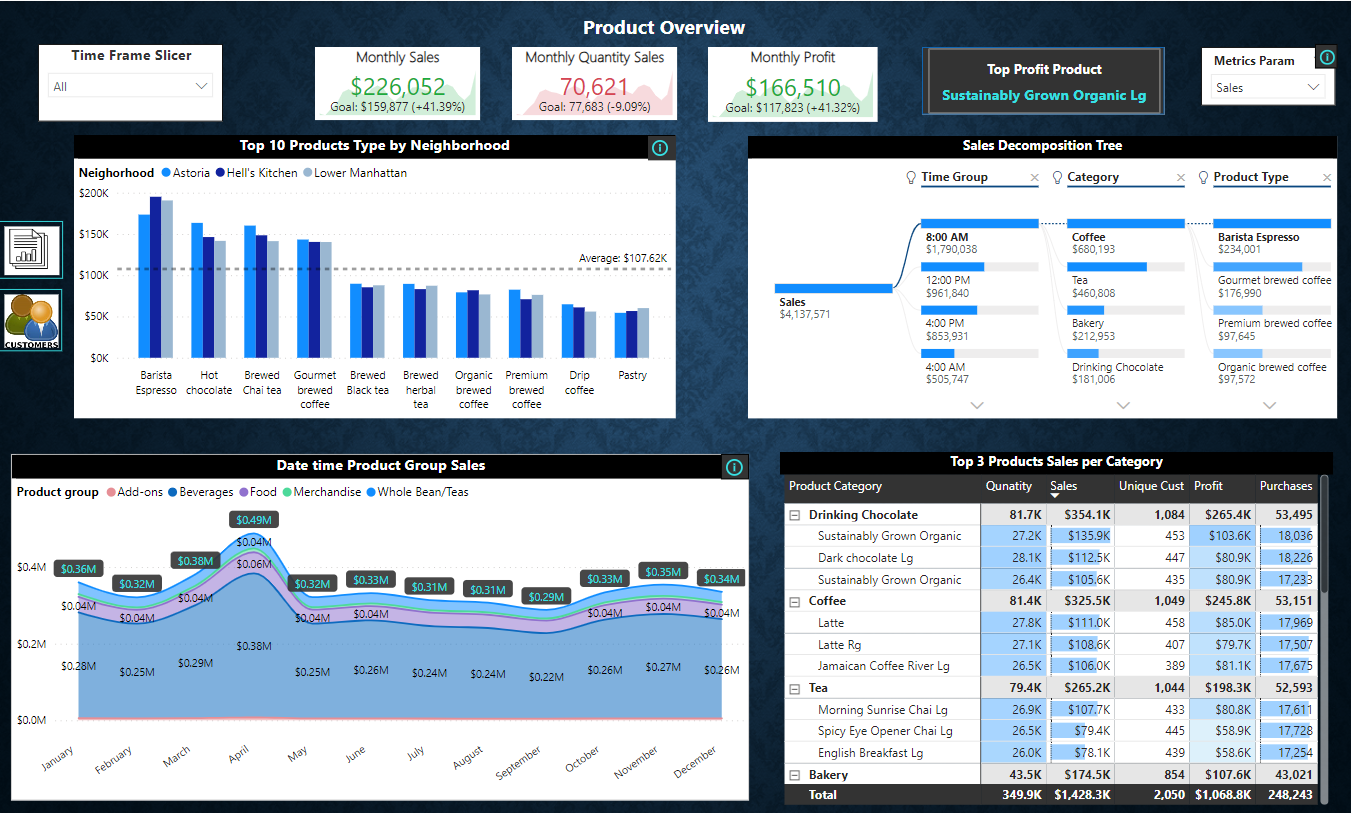 Product Overview
Time Frame Slicer
All
Monthly Sales
$226,052
Goal: $159,877 (+41.39%)
Monthly Quantity Sales
70,621
Goal: 77,683 (-9.09%)
Monthly Profit
$166,510
Goal: $117,823 (+41.32%)
Top Profit Product
Sustainably Grown Organic Lg
Metrics Param
Sales
CUSTOMERS
Top 10 Products Type by Neighborhood
Neighorhood Astoria Hell's Kitchen Lower Manhattan
$200K
$150K
$100K
$50K
$0K
Average: $107.62K
Barista Espresso
Hot chocolate
Brewed Chai tea
Gourmet brewed coffee
Brewed Black tea
Brewed herbal tea
Organic brewed coffee
Premium brewed coffee
Drip coffee
Pastry
Sales Decomposition Tree
Time Group
Category
Product Type
Sales
$4,137,571
8:00 AM
$1,790,038
12:00 PM
$961,840
4:00 PM
$853,931
4:00 AM
$505,747
Coffee
$680,193
Tea
$460,808
Bakery
$212,953
Drinking Chocolate
$181,006
Barista Espresso
$234,001
Gourmet brewed coffee
$176,990
Premium brewed coffee
$97,645
Organic brewed coffee
$97,572
Date time Product Group Sales
Product group Add-ons Beverages Food Merchandise Whole Bean/Teas
$0.4M
$0.2M
$0.0M
$0.36M $0.32M $0.38M $0.49M $0.32M $0.33M $0.31M $0.31M $0.29M $0.33M $0.35M $0.34M
$0.04M
$0.04M $0.04M $0.04M $0.06M $0.04M $0.04M $0.04M $0.04M $0.04M
$0.28M $0.25M $0.29M $0.38M $0.25M $0.26M $0.24M $0.24M $0.22M $0.26M $0.27M $0.26M
January February March April May June July August September October November December
Top 3 Products Sales per Category
Product Category Qunatity Sales Unique Cust Profit Purchases
Drinking Chocolate 81.7K $354.1K 1,084 $265.4K 53,495
Sustainably Grown Organic 27.2K $135.9K 453 $103.6K 18,036
Dark chocolate Lg 28.1K $112.5K 447 $80.9K 18,226
Sustainably Grown Organic 26.4K $105.6K 435 $80.9K 17,233
Coffee 81.4K $325.5K 1,049 $245.8K 53,151
Latte 27.8K $111.0K 458 $85.0K 17,969
Latte Rg 27.1K $108.6K 407 $79.7K 17,507
Jamaican Coffee River Lg 26.5K $106.0K 389 $81.1K 17,675
Tea 79.4K $265.2K 1,044 $198.3K 52,593
Morning Sunrise Chai Lg 26.9K $107.7K 433 $80.8K 17,611
Spicy Eye Opener Chai Lg 26.5K $79.4K 445 $58.9K 17,728
English Breakfast Lg 26.0K $78.1K 439 $58.6K 17,254
Bakery 43.5K $174.5K 854 $107.6K 43,021
Total 349.9K $1,428.3K 2,050 $1,068.8K 248,243